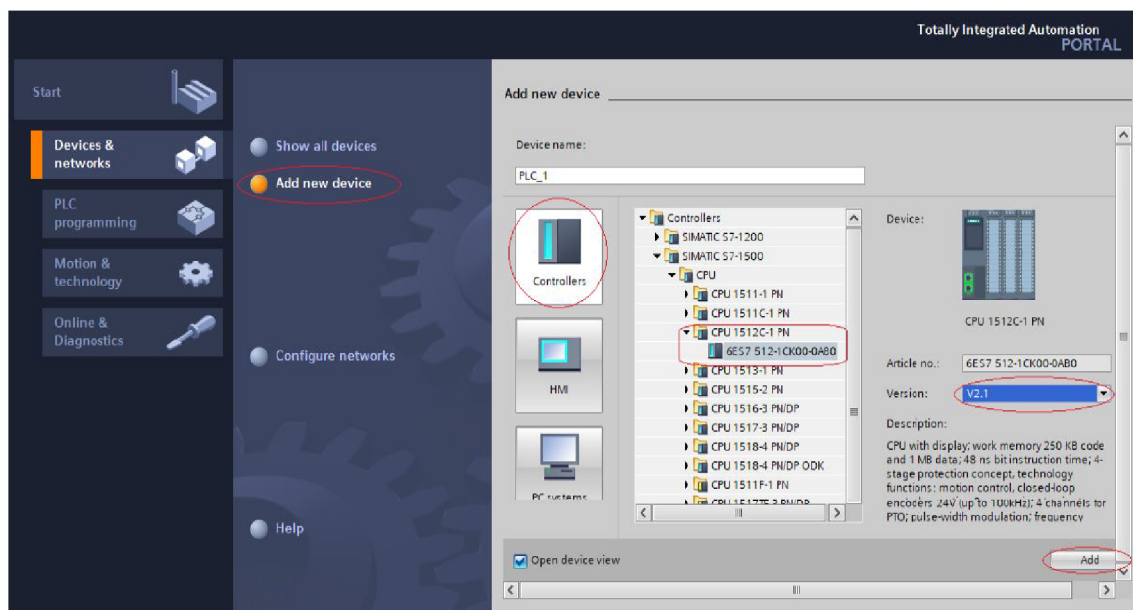 Totally Integrated Automation
PORTAL
Start
Devices &
networks
PLC
programming
Motion &
technology
Online &
Diagnostics
Show all devices
Add new device
Configure networks
Help
Add new device
Device name:
PLC_1
Controllers
HMI
PC systems
Controllers
SIMATIC S7-1200
SIMATIC S7-1500
CPU
CPU 1511-1 PN
CPU 1511C-1 PN
CPU 1512C-1 PN
6ES7 512-1CK00-0AB0
CPU 1513-1 PN
CPU 1515-2 PN
CPU 1516-3 PN/DP
CPU 1517-3 PN/DP
CPU 1518-4 PN/DP
CPU 1518-4 PN/DP ODK
CPU 1511F-1 PN
Device:
CPU 1512C-1 PN
Article no.:
6ES7 512-1CK00-0AB0
Version:
V2.1
Description:
CPU with display; work memory 250 KB code
and 1 MB data; 48 ns bit instruction time; 4-
stage protection concept, technology
functions: motion control, closed-loop
encoders 24V (up to 100kHz); 4 channels for
PTO; pulse-width modulation; frequency
Open device view
Add